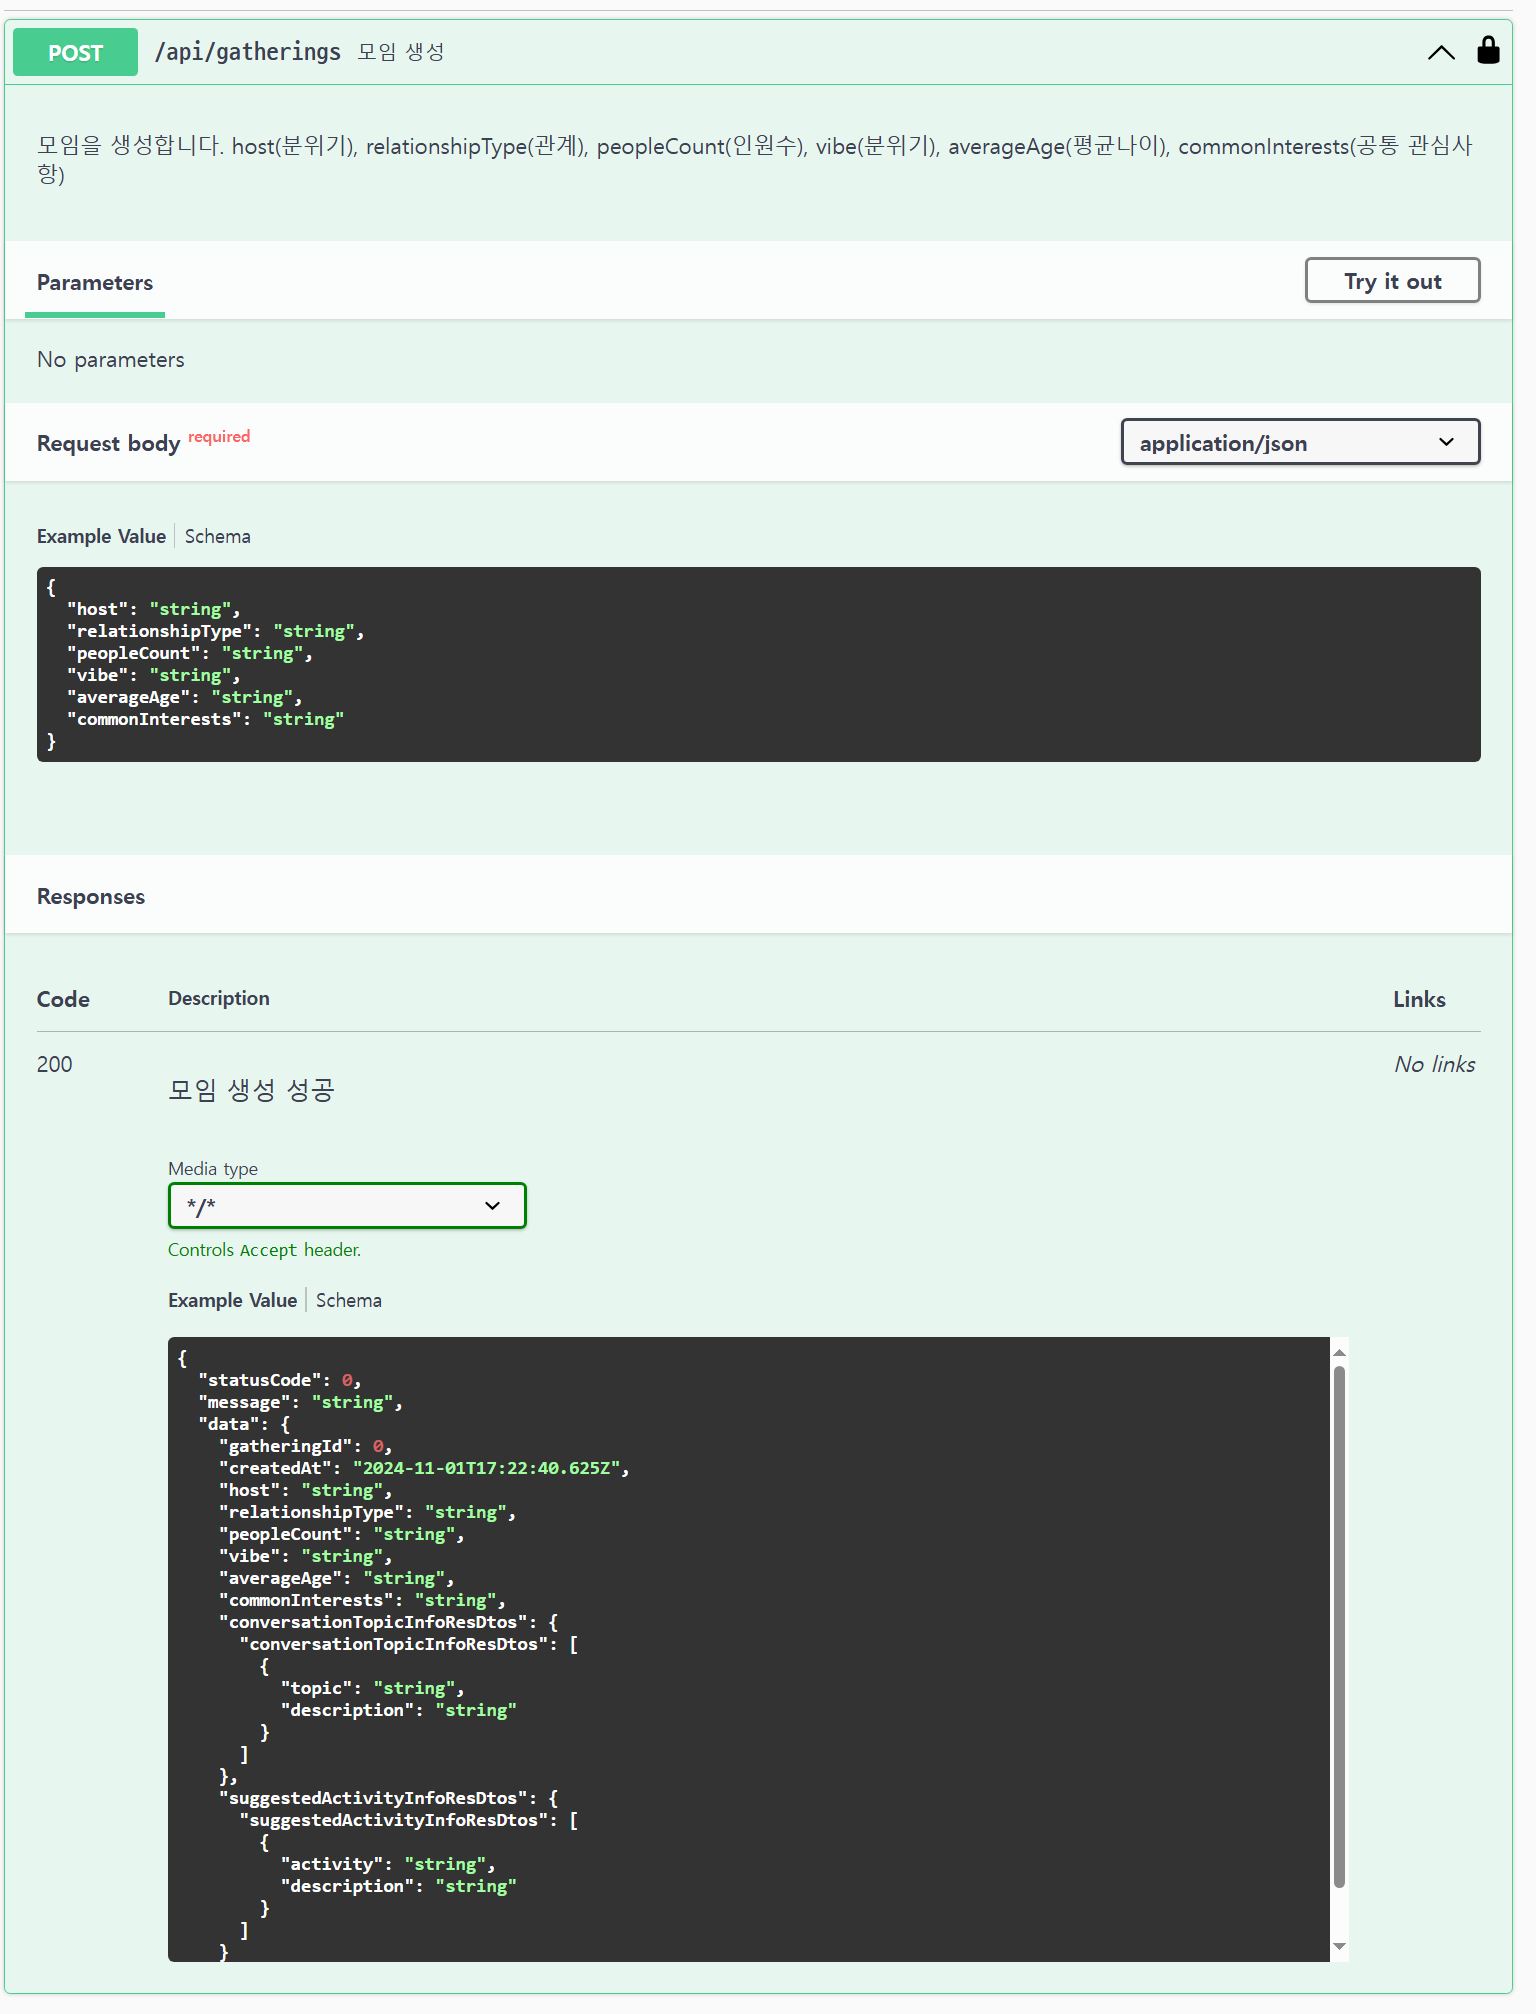 POST /api/gatherings 모임 생성
모임을 생성합니다. host(분위기), relationshipType(관계), peopleCount(인원수), vibe(분위기), averageAge(평균나이), commonInterests(공통 관심사
항)
Parameters
Try it out
No parameters
Request body required
application/json
Example Value Schema
{
"host": "string",
"relationshipType": "string",
"peopleCount": "string",
"vibe": "string",
"averageAge": "string",
"commonInterests": "string"
}
Responses
Code Description Links
200 No links
모임 생성 성공
Media type
*/*
Controls Accept header.
Example Value Schema
{
"statusCode": 0,
"message": "string",
"data": {
"gatheringId": 0,
"createdAt": "2024-11-01T17:22:40.625Z",
"host": "string",
"relationshipType": "string",
"peopleCount": "string",
"vibe": "string",
"averageAge": "string",
"commonInterests": "string",
"conversationTopicInfoResDtos": {
"conversationTopicInfoResDtos": [
{
"topic": "string",
"description": "string"
}
]
},
"suggestedActivityInfoResDtos": {
"suggestedActivityInfoResDtos": [
{
"activity": "string",
"description": "string"
}
]
}